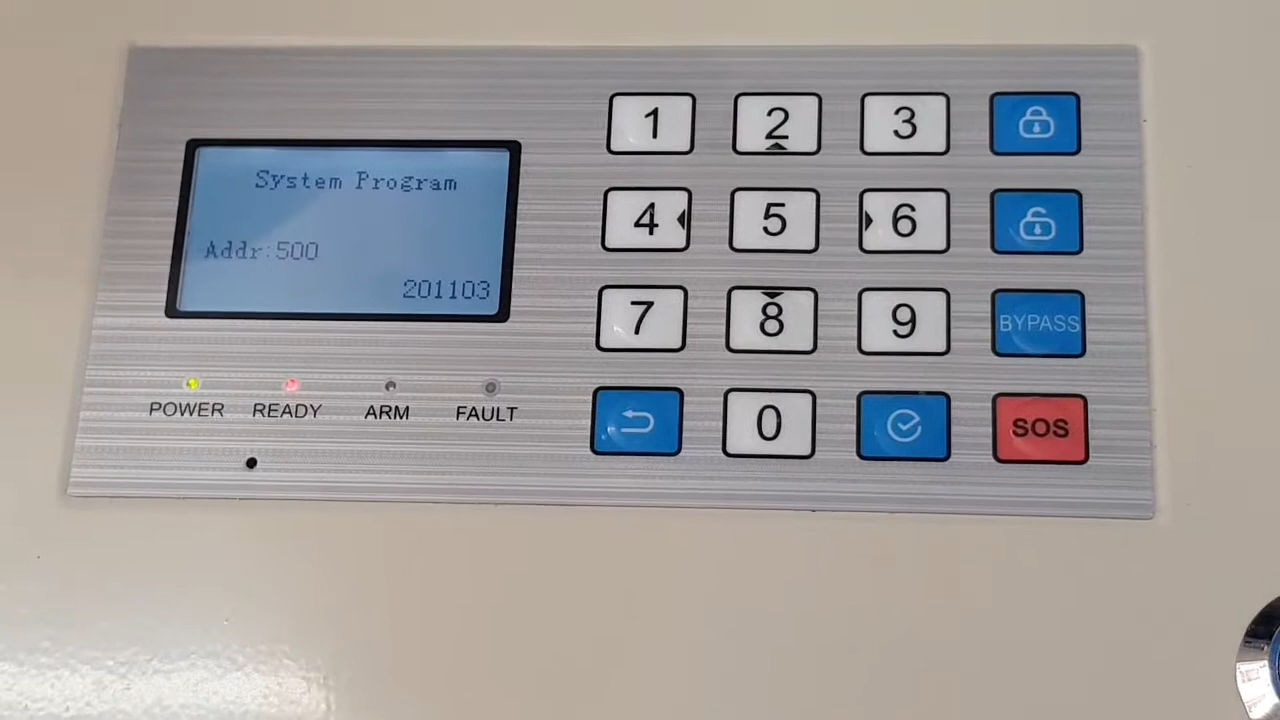 System Program
Addr:500
201103
POWER READY ARM FAULT
1 2 3
4 5 6
BYPASS
7 8 9
0
SOS